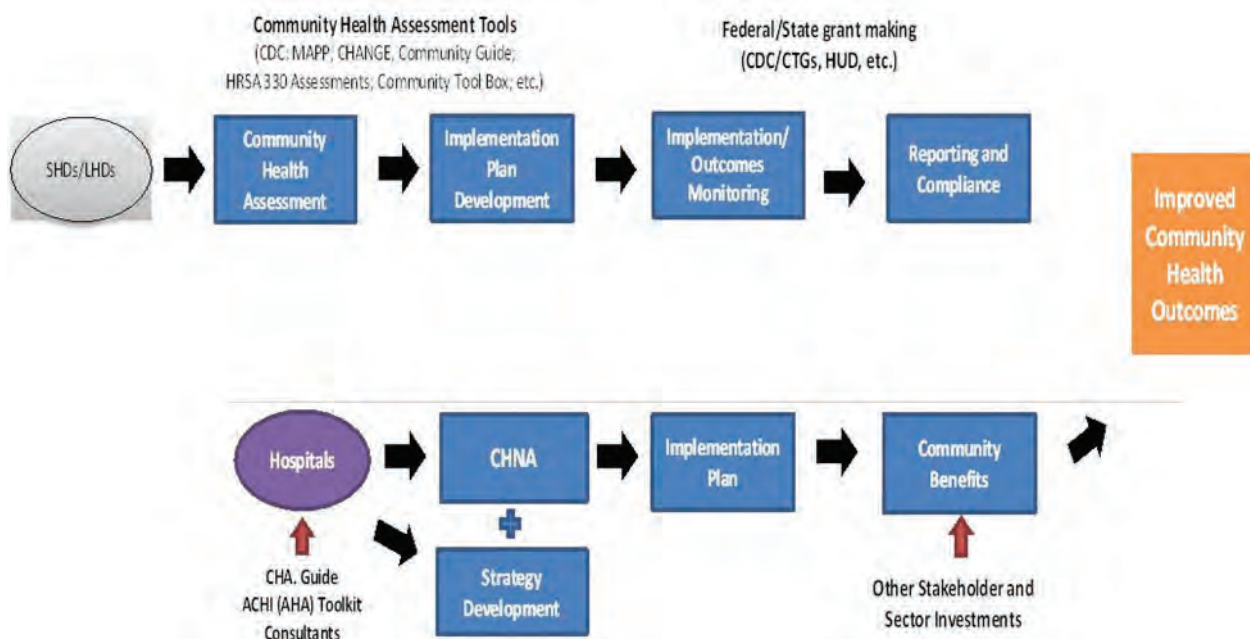 Community Health Assessment Tools
(CDC: MAPP, CHANGE, Community Guide;
HRSA 330 Assessments; Community Tool Box; etc.)
Federal/State grant making
(CDC/CTGs, HUD, etc.)
SHDs/LHDs
Community
Health
Assessment
Implementation
Plan
Development
Implementation/
Outcomes
Monitoring
Reporting and
Compliance
Improved
Community
Health
Outcomes
Hospitals
CHNA
Implementation
Plan
Community
Benefits
Strategy
Development
CHA. Guide
ACHI (AHA) Toolkit
Consultants
Other Stakeholder and
Sector Investments